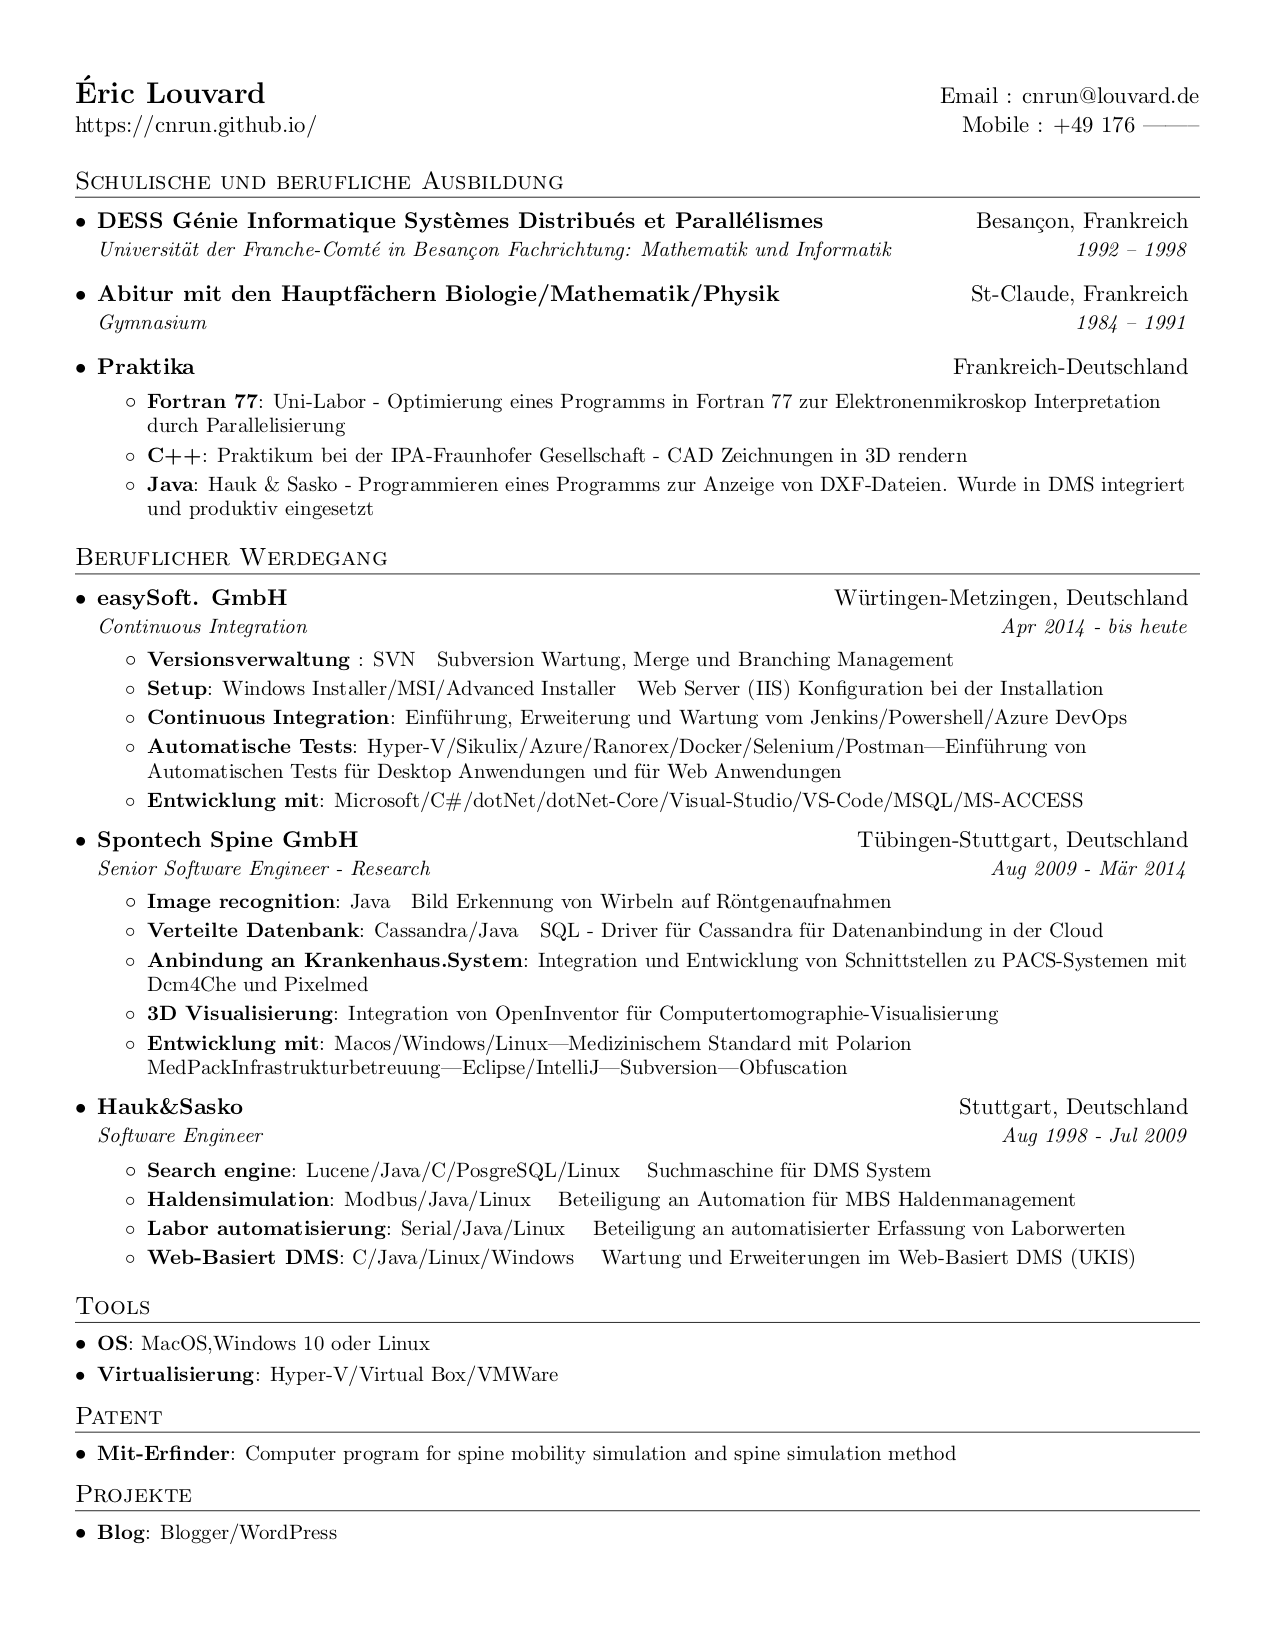 Éric Louvard
Email : cnrun@louvard.de
https://cnrun.github.io/
Mobile : +49 176 ———
Schulische und berufliche Ausbildung
• DESS Génie Informatique Systèmes Distribués et Parallélismes Besançon, Frankreich
Universität der Franche-Comté in Besançon Fachrichtung: Mathematik und Informatik 1992 – 1998
• Abitur mit den Hauptfächern Biologie/Mathematik/Physik St-Claude, Frankreich
Gymnasium 1984 – 1991
• Praktika Frankreich-Deutschland
◦ Fortran 77: Uni-Labor - Optimierung eines Programms in Fortran 77 zur Elektronenmikroskop Interpretation
durch Parallelisierung
◦ C++: Praktikum bei der IPA-Fraunhofer Gesellschaft - CAD Zeichnungen in 3D rendern
◦ Java: Hauk & Sasko - Programmieren eines Programms zur Anzeige von DXF-Dateien. Wurde in DMS integriert
und produktiv eingesetzt
Beruflicher Werdegang
• easySoft. GmbH Würtingen-Metzingen, Deutschland
Continuous Integration Apr 2014 - bis heute
◦ Versionsverwaltung : SVN Subversion Wartung, Merge und Branching Management
◦ Setup: Windows Installer/MSI/Advanced Installer Web Server (IIS) Konfiguration bei der Installation
◦ Continuous Integration: Einführung, Erweiterung und Wartung vom Jenkins/Powershell/Azure DevOps
◦ Automatische Tests: Hyper-V/Sikulix/Azure/Ranorex/Docker/Selenium/Postman—Einführung von
Automatischen Tests für Desktop Anwendungen und für Web Anwendungen
◦ Entwicklung mit: Microsoft/C#/dotNet/dotNet-Core/Visual-Studio/VS-Code/MSQL/MS-ACCESS
• Spontech Spine GmbH Tübingen-Stuttgart, Deutschland
Senior Software Engineer - Research Aug 2009 - Mär 2014
◦ Image recognition: Java Bild Erkennung von Wirbeln auf Röntgenaufnahmen
◦ Verteilte Datenbank: Cassandra/Java SQL - Driver für Cassandra für Datenanbindung in der Cloud
◦ Anbindung an Krankenhaus.System: Integration und Entwicklung von Schnittstellen zu PACS-Systemen mit
Dcm4Che und Pixelmed
◦ 3D Visualisierung: Integration von OpenInventor für Computertomographie-Visualisierung
◦ Entwicklung mit: Macos/Windows/Linux—Medizinischem Standard mit Polarion
MedPackInfrastrukturbetreuung—Eclipse/IntelliJ—Subversion—Obfuscation
• Hauk&Sasko Stuttgart, Deutschland
Software Engineer Aug 1998 - Jul 2009
◦ Search engine: Lucene/Java/C/PosgreSQL/Linux Suchmaschine für DMS System
◦ Haldensimulation: Modbus/Java/Linux Beteiligung an Automation für MBS Haldenmanagement
◦ Labor automatisierung: Serial/Java/Linux Beteiligung an automatisierter Erfassung von Laborwerten
◦ Web-Basiert DMS: C/Java/Linux/Windows Wartung und Erweiterungen im Web-Basiert DMS (UKIS)
Tools
• OS: MacOS,Windows 10 oder Linux
• Virtualisierung: Hyper-V/Virtual Box/VMWare
Patent
• Mit-Erfinder: Computer program for spine mobility simulation and spine simulation method
Projekte
• Blog: Blogger/WordPress